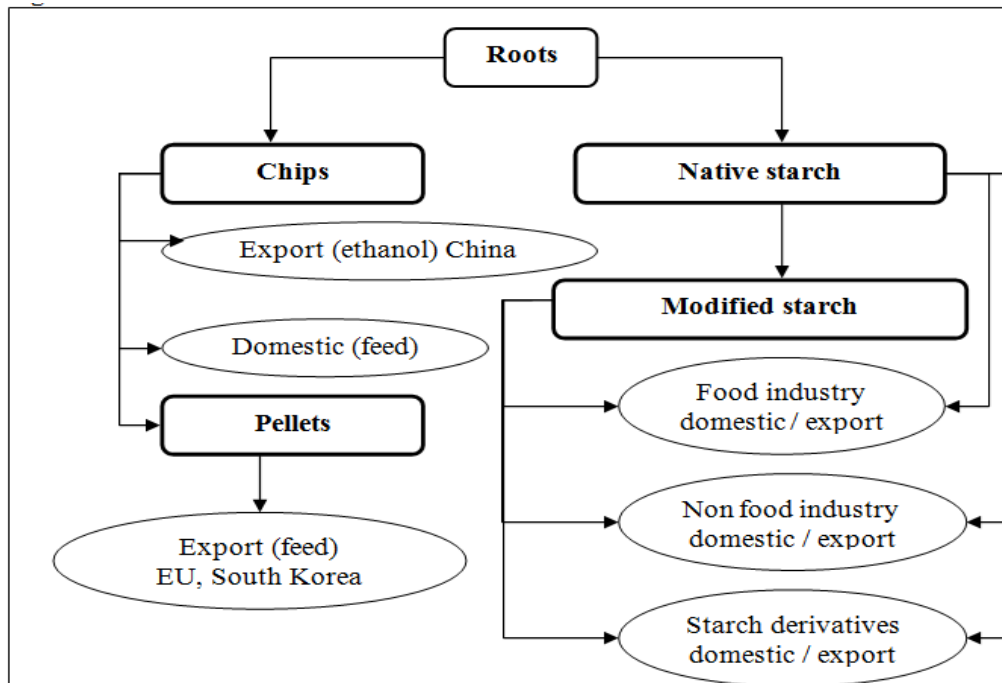 Roots
Chips
Native starch
Export (ethanol) China
Modified starch
Domestic (feed)
Food industry
domestic / export
Pellets
Non food industry
domestic / export
Export (feed)
EU, South Korea
Starch derivatives
domestic / export